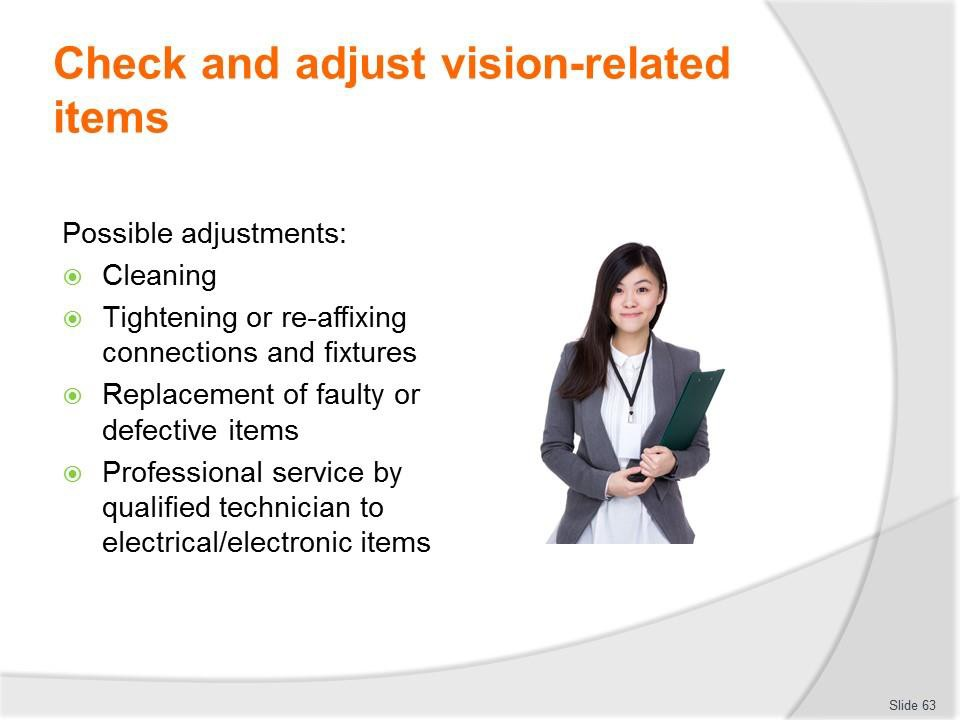 Check and adjust vision-related
items
Possible adjustments:
Cleaning
Tightening or re-affixing
connections and fixtures
Replacement of faulty or
defective items
Professional service by
qualified technician to
electrical/electronic items
Slide 63